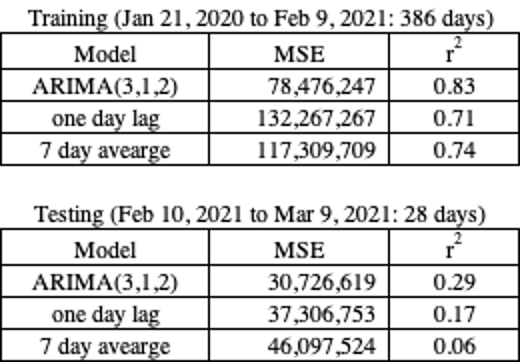 Training (Jan 21, 2020 to Feb 9, 2021: 386 days)
Model MSE r²
ARIMA(3,1,2) 78,476,247 0.83
one day lag 132,267,267 0.71
7 day avearge 117,309,709 0.74
Testing (Feb 10, 2021 to Mar 9, 2021: 28 days)
Model MSE r²
ARIMA(3,1,2) 30,726,619 0.29
one day lag 37,306,753 0.17
7 day avearge 46,097,524 0.06